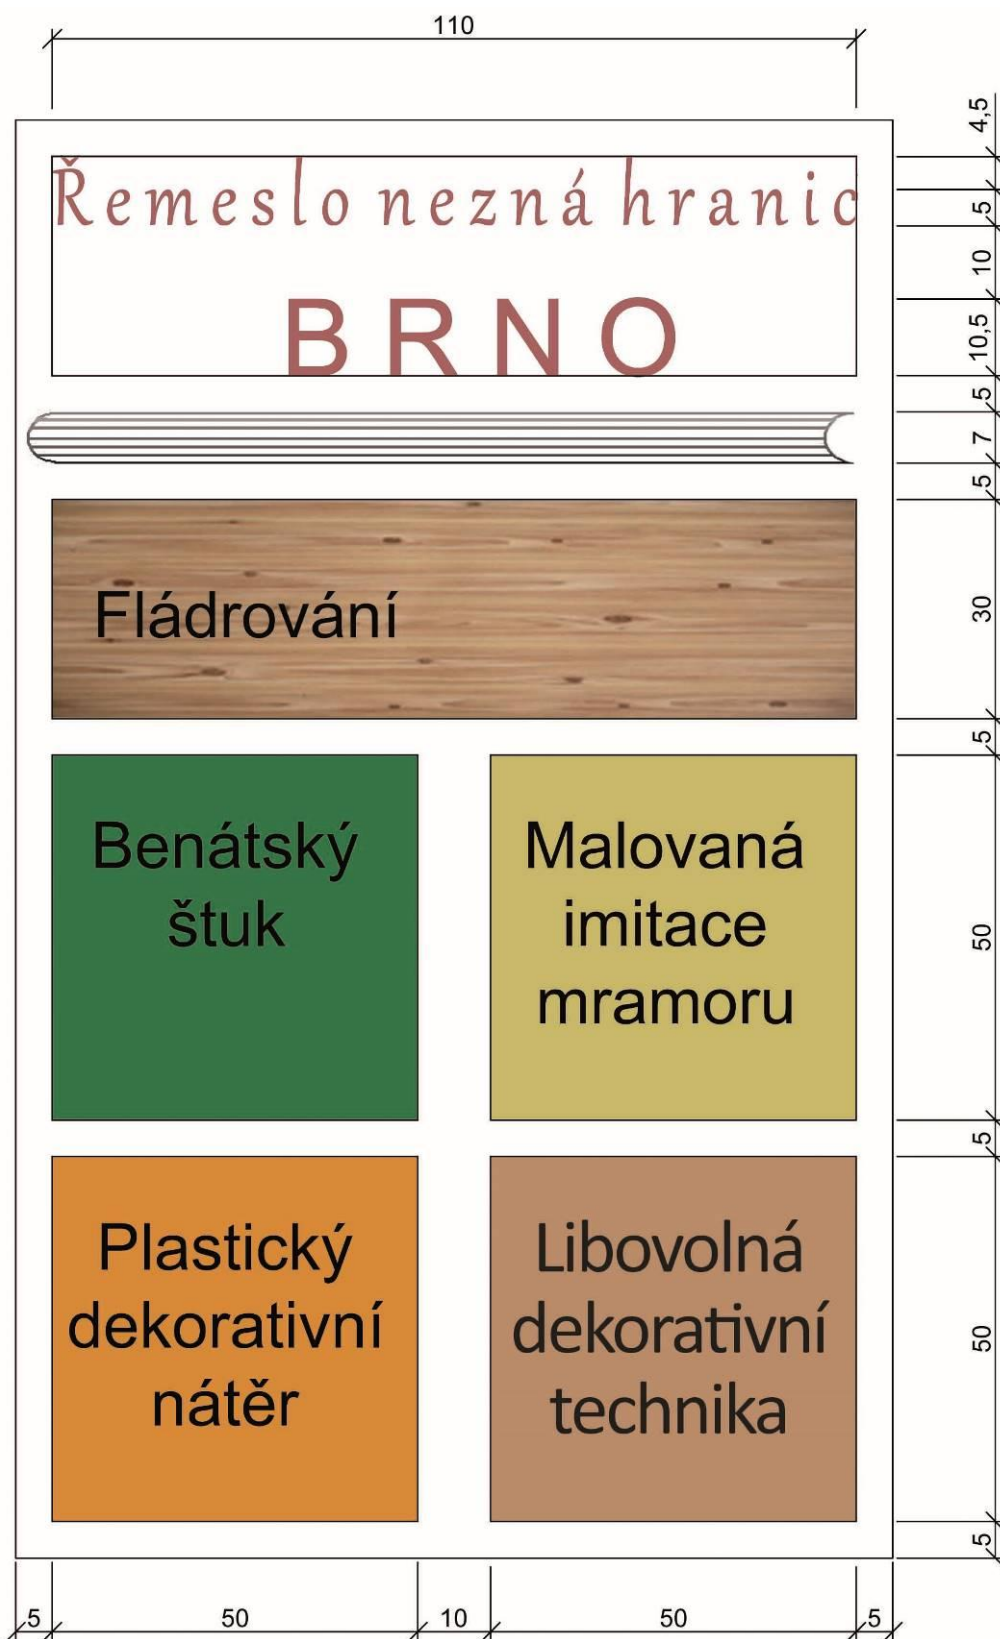 110
4,5
Řemeslo nezná hranic
5
10
BRNO
10,5
5
7
5
Fládrování
30
5
Benátský
štuk
Malovaná
imitace
mramoru
50
5
Plastický
dekorativní
nátěr
Libovolná
dekorativní
technika
50
5
5 50 10 50 5